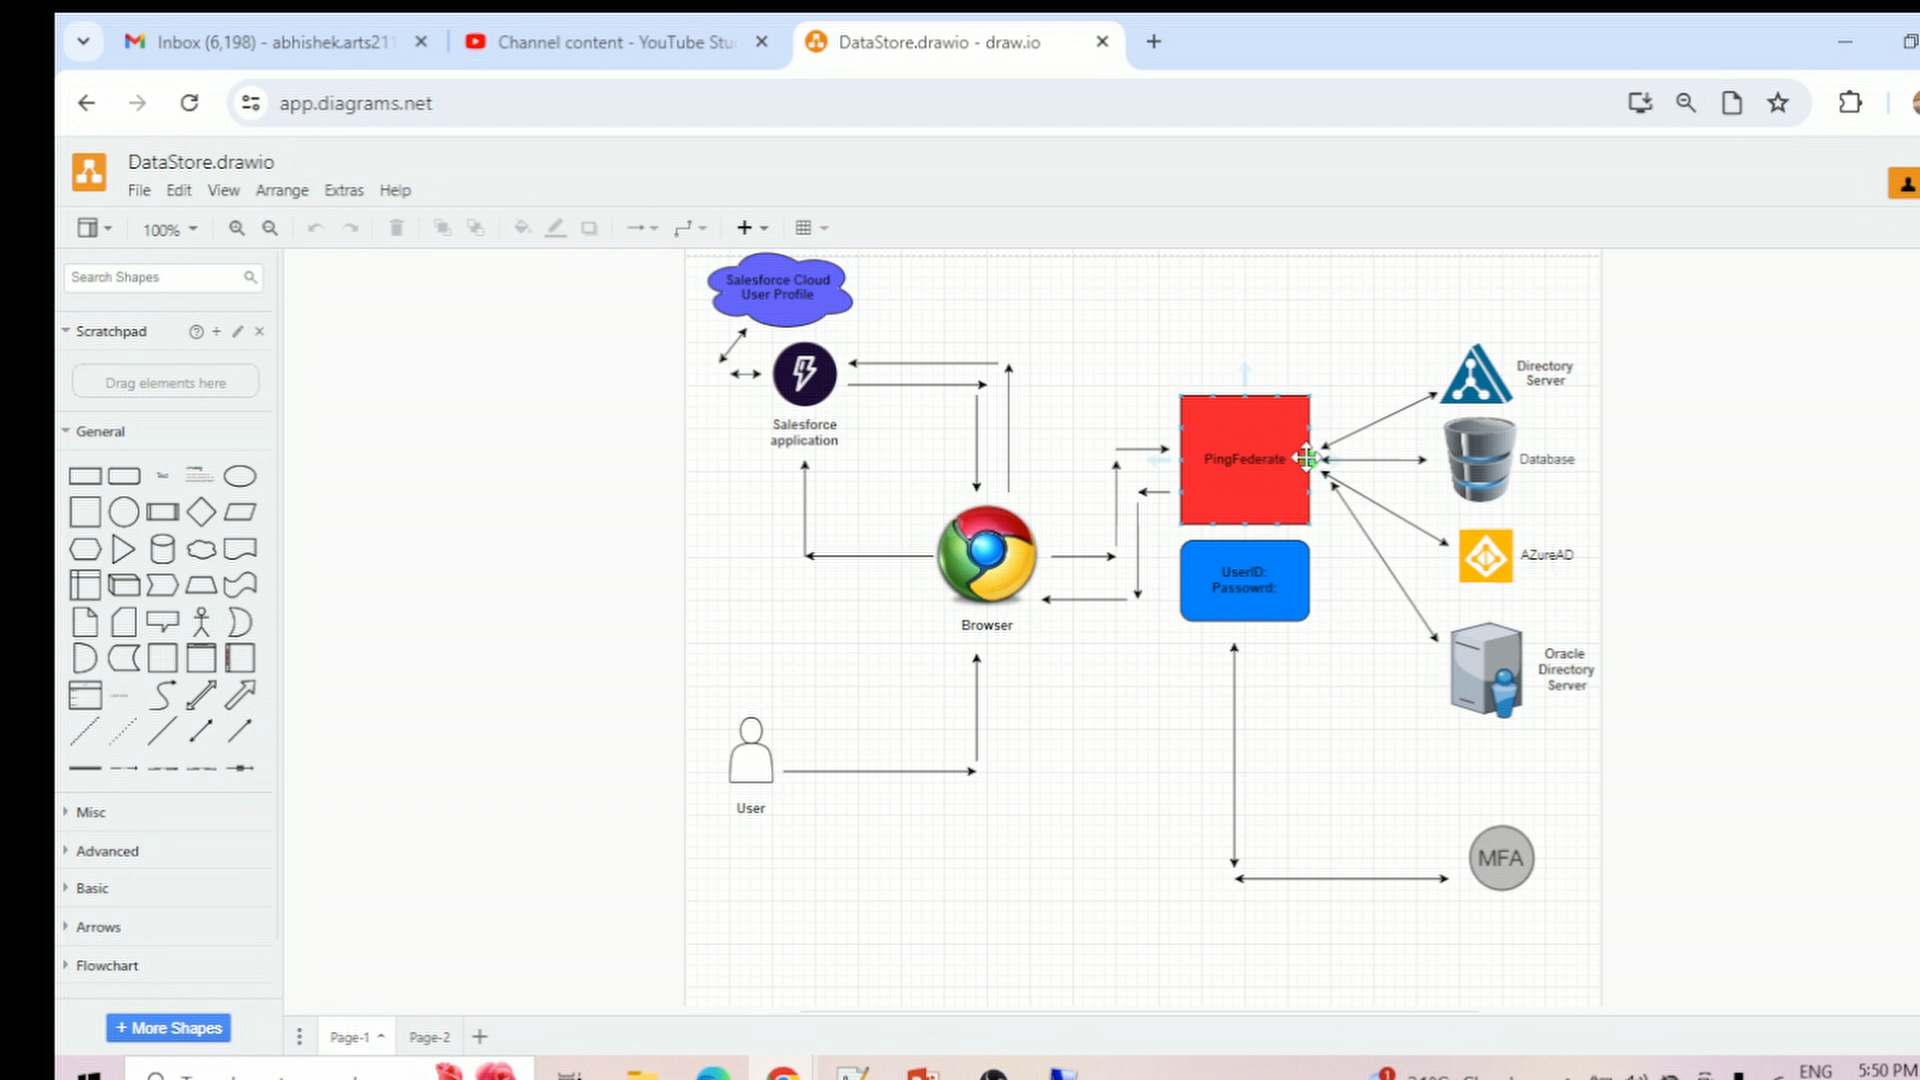 Inbox (6,198) - abhishek.arts211
Channel content - YouTube Stu
DataStore.drawio - draw.io
app.diagrams.net
DataStore.drawio
File Edit View Arrange Extras Help
100%
Search Shapes
Scratchpad
Drag elements here
General
Text
Misc
Advanced
Basic
Arrows
Flowchart
+ More Shapes
Salesforce Cloud
User Profile
Salesforce
application
Browser
User
PingFederate
UserID:
Passowrd:
Directory
Server
Database
AZureAD
Oracle
Directory
Server
MFA
Page-1
Page-2
1
ENG
5:50 PM